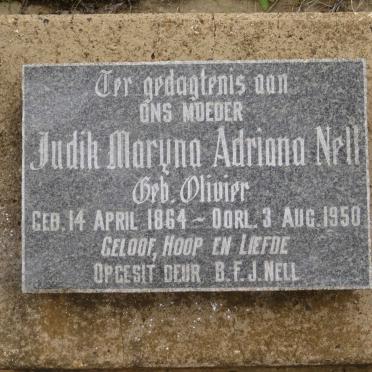 Ter gedagtenis aan
ONS MOEDER
Judik Maryna Adriana Nell
Geb. Olivier
GEB. 14 APRIL 1864 - OORL. 3 AUG. 1950
GELOOF, HOOP EN LIEFDE
OPGESIT DEUR B.F.J. NELL